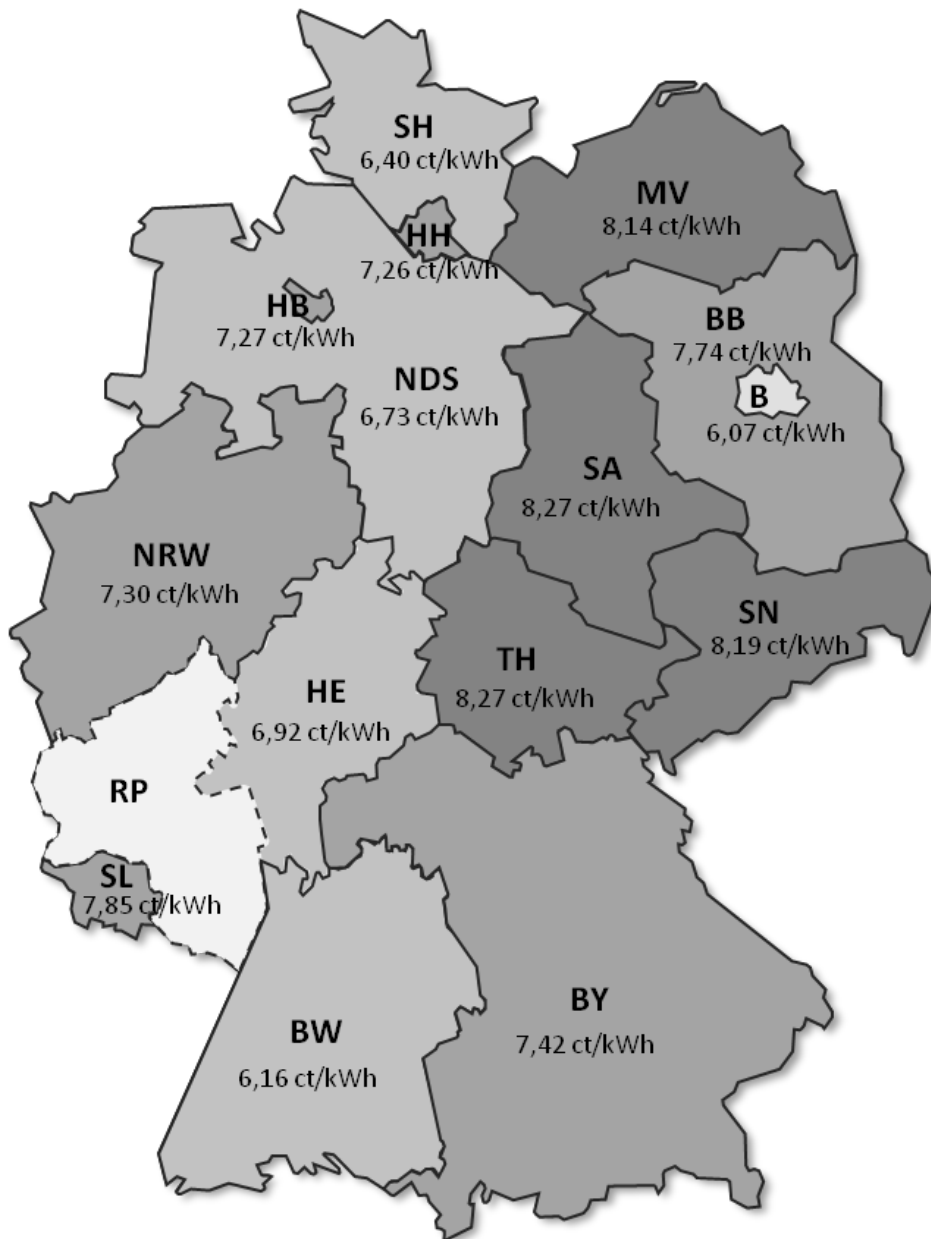 SH
6,40 ct/kWh
MV
8,14 ct/kWh
HH
7,26 ct/kWh
HB
7,27 ct/kWh
BB
7,74 ct/kWh
B
6,07 ct/kWh
NDS
6,73 ct/kWh
SA
8,27 ct/kWh
NRW
7,30 ct/kWh
SN
8,19 ct/kWh
TH
8,27 ct/kWh
HE
6,92 ct/kWh
RP
SL
7,85 ct/kWh
BY
7,42 ct/kWh
BW
6,16 ct/kWh